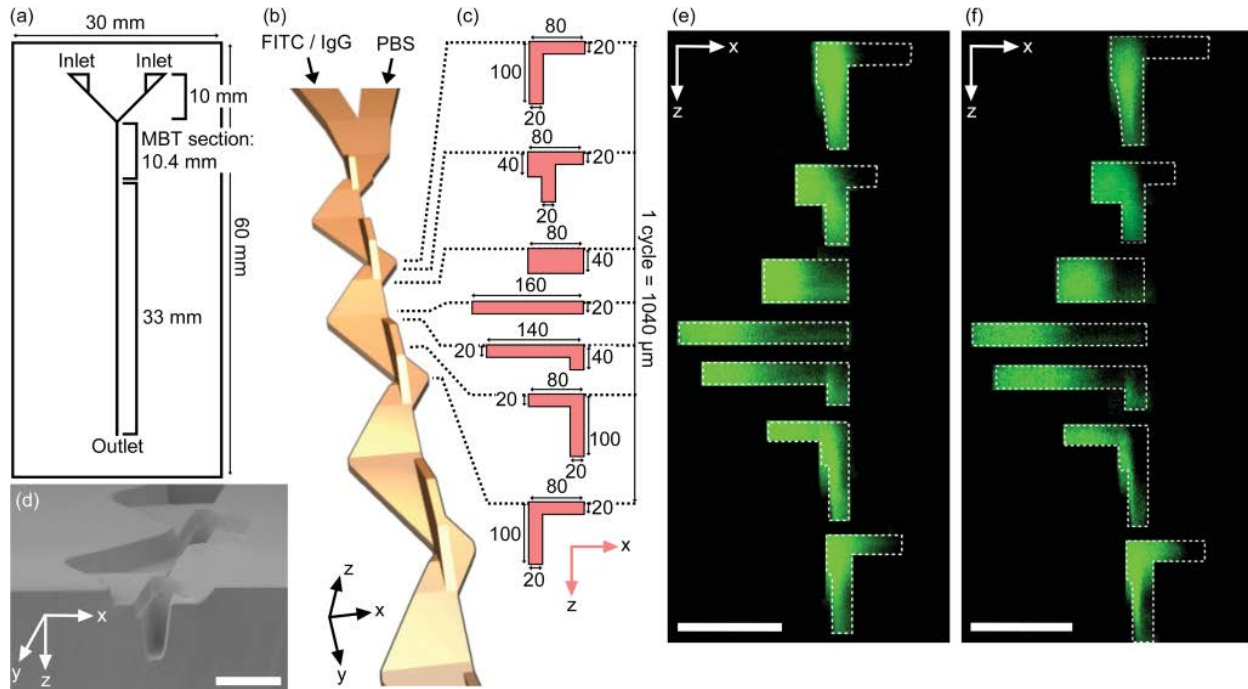 (a)
30 mm
Inlet
Inlet
10 mm
MBT section:
10.4 mm
60 mm
33 mm
Outlet
(b)
FITC / IgG
PBS
z
x
y
(c)
80
20
100
20
80
40
20
20
80
40
160
20
140
20
40
80
20
100
20
80
100
20
20
1 cycle = 1040 μm
x
z
(d)
x
y
z
(e)
x
z
(f)
x
z